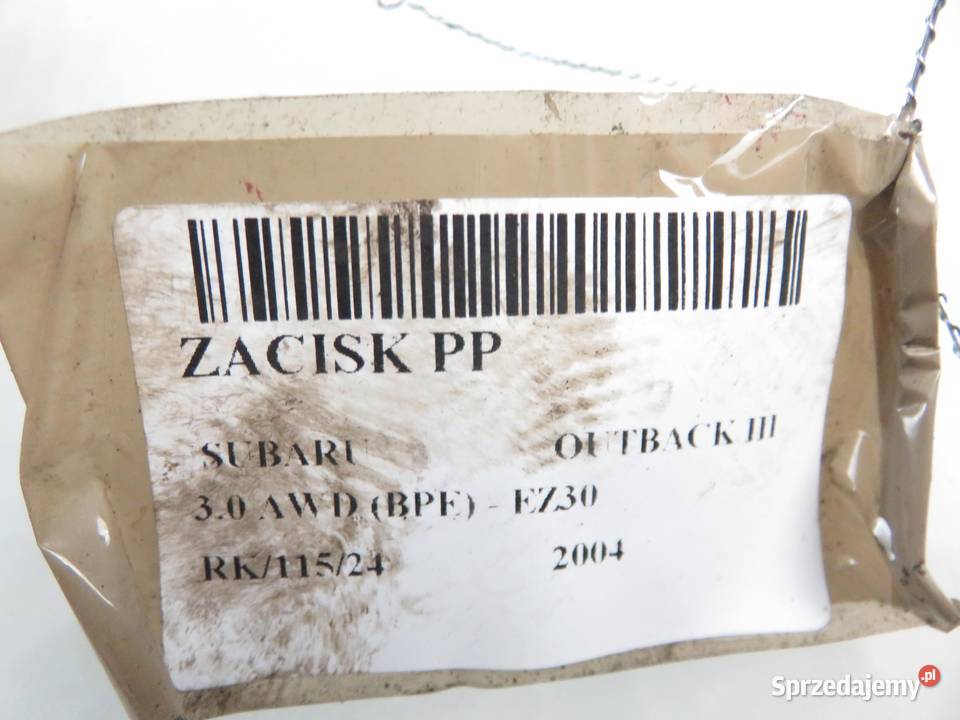 ZACISK PP
SUBARU OUTBACK III
3.0 AWD (BPE) - EZ30
RK/115/24 2004
Sprzedajemy.pl